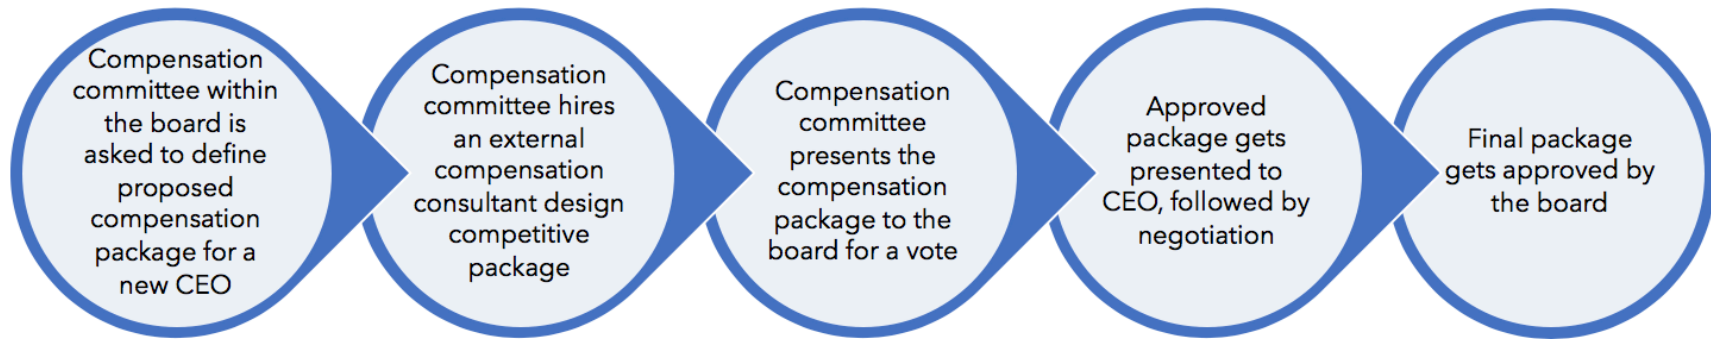 Compensation
committee within
the board is
asked to define
proposed
compensation
package for a
new CEO
Compensation
committee hires
an external
compensation
consultant design
competitive
package
Compensation
committee
presents the
compensation
package to the
board for a vote
Approved
package gets
presented to
CEO, followed by
negotiation
Final package
gets approved by
the board